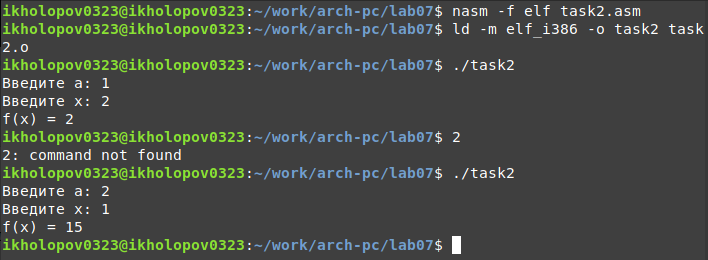 ikholopov0323@ikholopov0323:~/work/arch-pc/lab07$ nasm -f elf task2.asm
ikholopov0323@ikholopov0323:~/work/arch-pc/lab07$ ld -m elf_i386 -o task2 task
2.o
ikholopov0323@ikholopov0323:~/work/arch-pc/lab07$ ./task2
Введите a: 1
Введите x: 2
f(x) = 2
ikholopov0323@ikholopov0323:~/work/arch-pc/lab07$ 2
2: command not found
ikholopov0323@ikholopov0323:~/work/arch-pc/lab07$ ./task2
Введите a: 2
Введите x: 1
f(x) = 15
ikholopov0323@ikholopov0323:~/work/arch-pc/lab07$